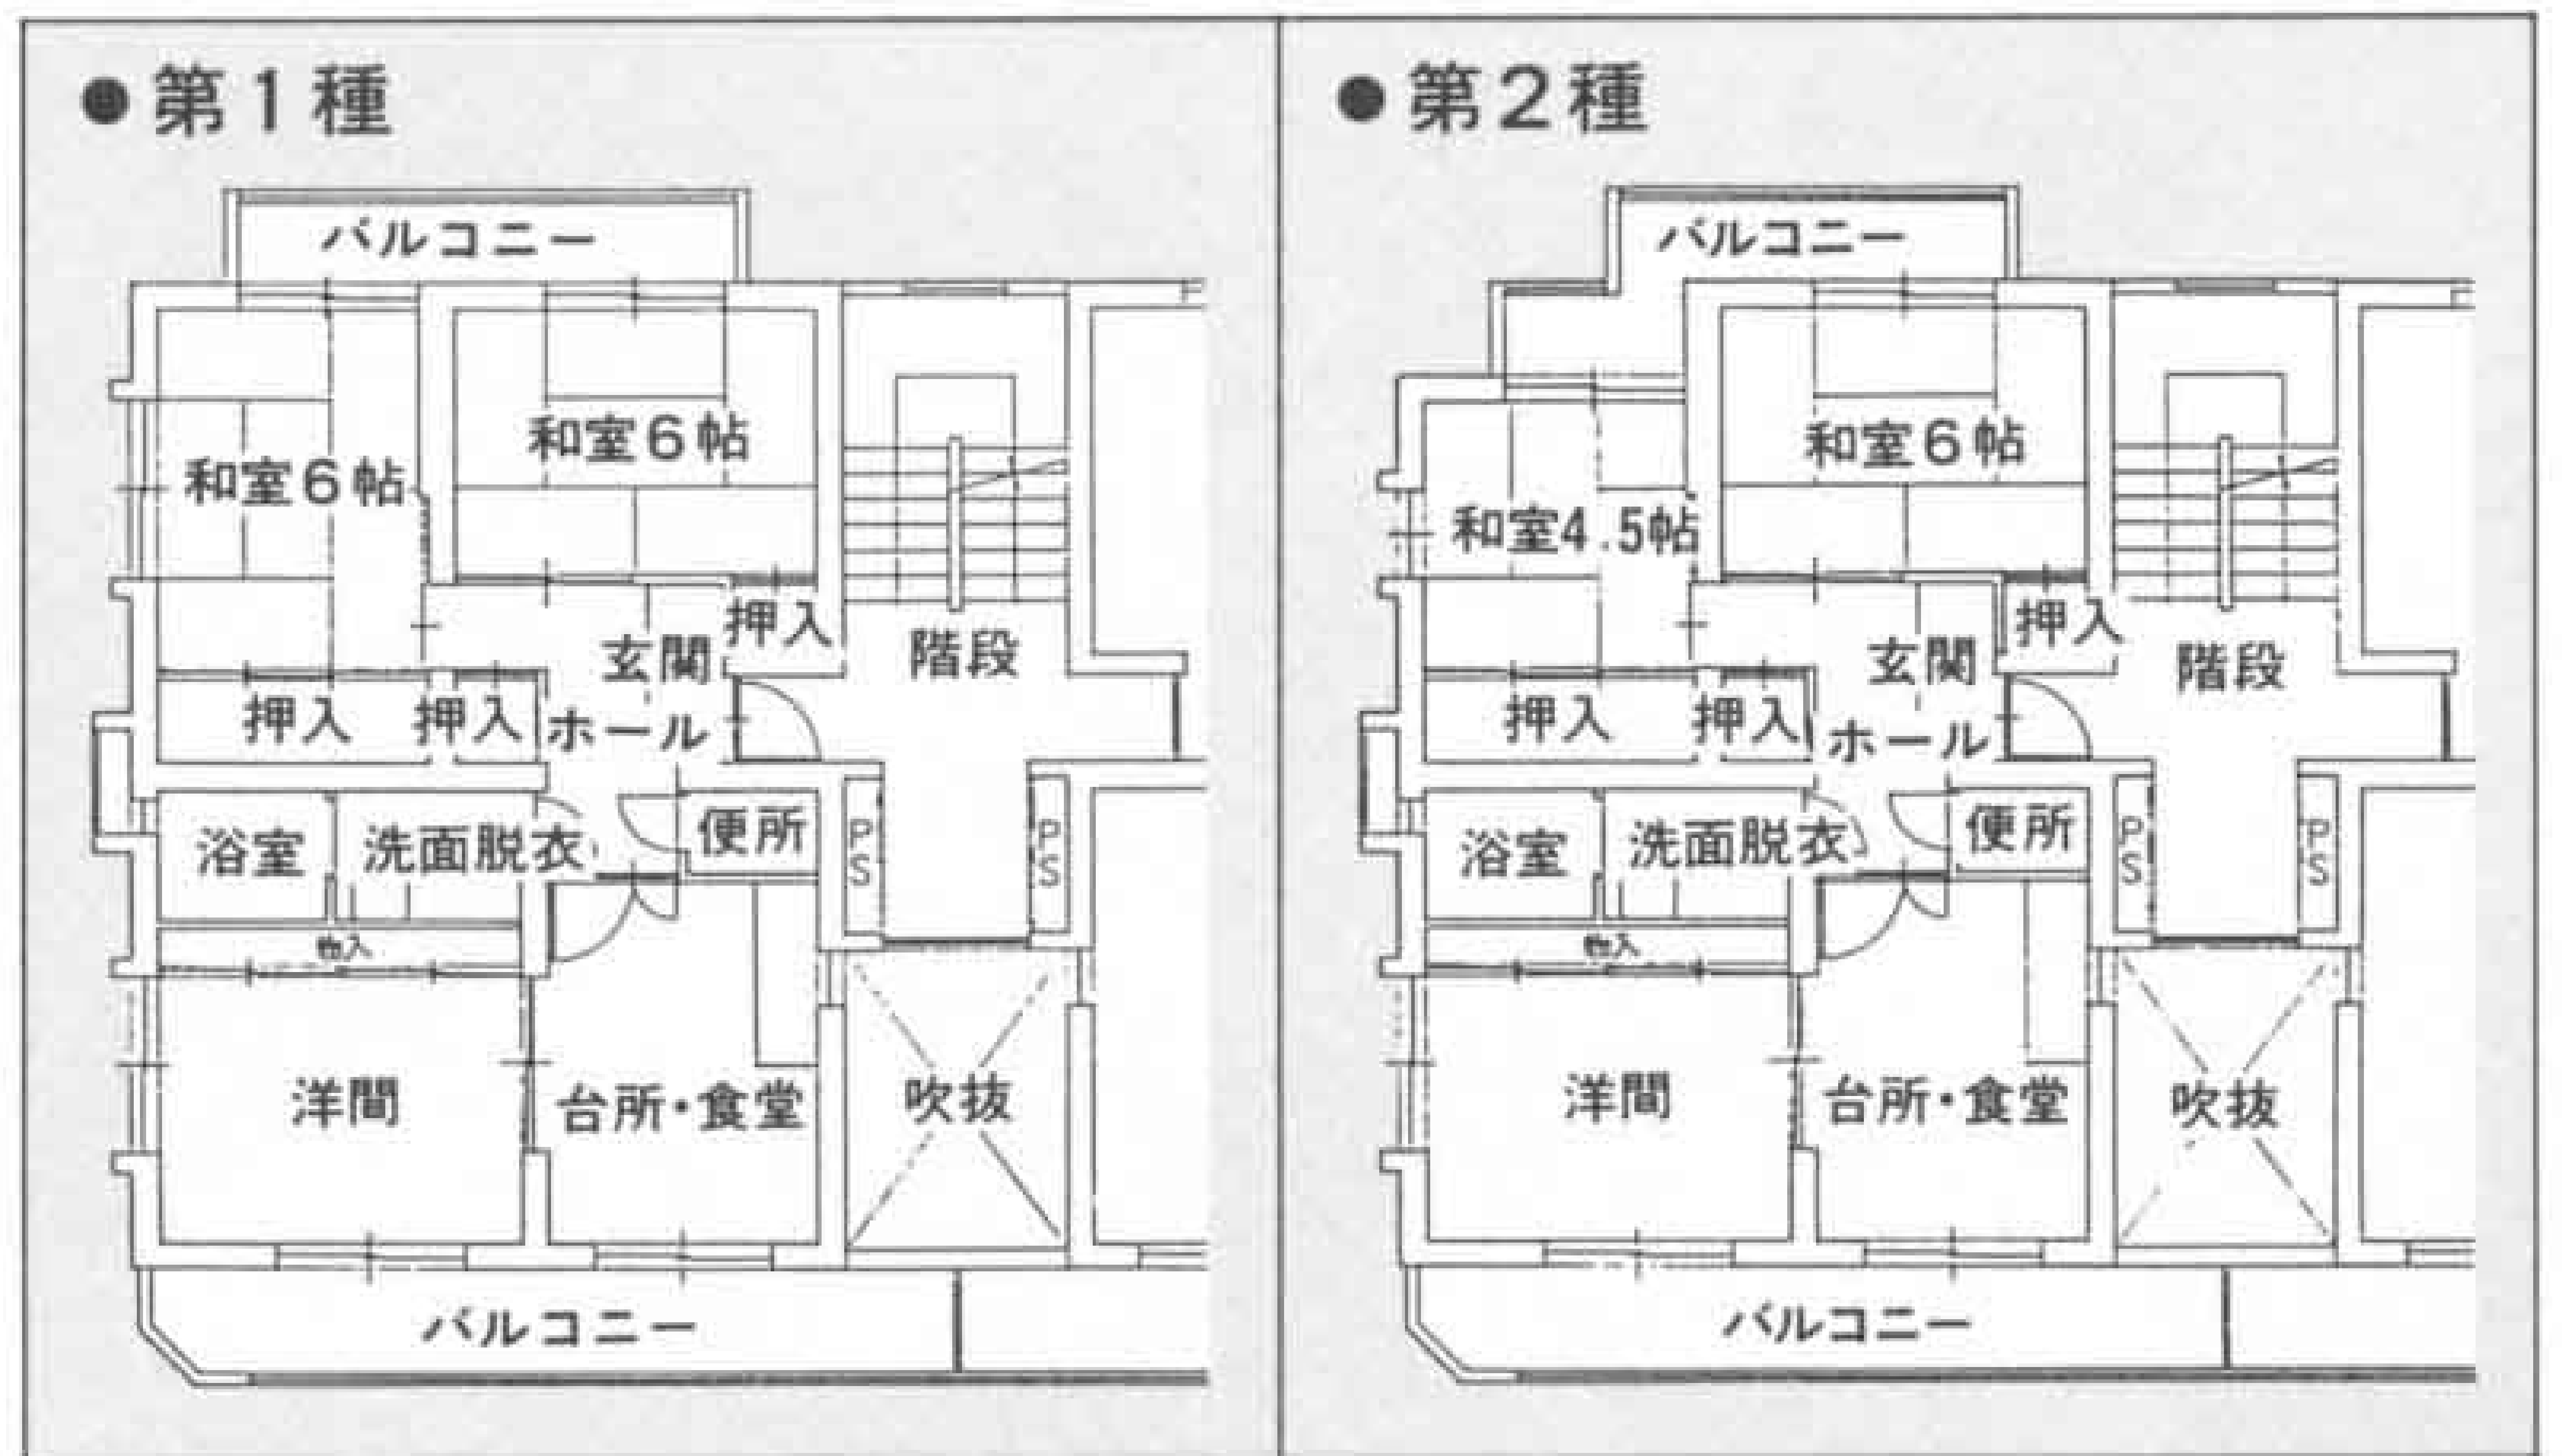 ●第1種
バルコニー
和室6帖
和室6帖
押入
玄関
階段
押入
押入
ホール
浴室
洗面脱衣
便所
PS
PS
物入
洋間
台所・食堂
吹抜
バルコニー
●第2種
バルコニー
和室6帖
和室4.5帖
押入
玄関
階段
押入
押入
ホール
浴室
洗面脱衣
便所
PS
PS
物入
洋間
台所・食堂
吹抜
バルコニー